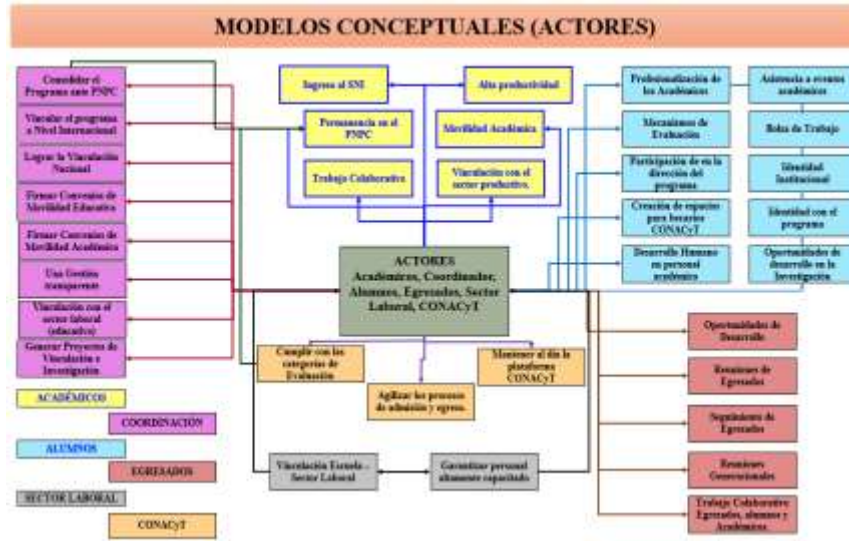 MODELOS CONCEPTUALES (ACTORES)
Consolidar el
Programa ante PNPC
Vincular el programa
a Nivel Internacional
Lograr la Vinculación
Nacional
Firmar Convenios de
Movilidad Educativa
Firmar Convenios de
Movilidad Académica
Una Gestión
transparente
Vinculación con el
sector laboral
(educativo)
Generar Proyectos de
Vinculación e
Investigación
Ingreso al SNI
Alta productividad
Permanencia en el
PNPC
Movilidad Académica
Trabajo Colaborativo
Vinculación con el
sector productivo.
Profesionalización de
los Académicos
Asistencia a eventos
académicos
Mecanismos de
Evaluación
Bolsa de Trabajo
Participación de en la
dirección del
programa
Identidad
Institucional
Creación de espacios
para becarios
CONACyT
Identidad con el
programa
Desarrollo Humano
en personal
académico
Oportunidades de
desarrollo en la
Investigación
ACTORES
Académicos, Coordinador,
Alumnos, Egresados, Sector
Laboral, CONACyT
Cumplir con las
categorías de
Evaluación
Agilizar los procesos
de admisión y egreso.
Mantener al día la
plataforma
CONACyT
Vinculación Escuela –
Sector Laboral
Garantizar personal
altamente capacitado
Oportunidades de
Desarrollo
Reuniones de
Egresados
Seguimiento de
Egresados
Reuniones
Generacionales
Trabajo Colaborativo
Egresados, alumnos y
Académicos
ACADÉMICOS
COORDINACIÓN
ALUMNOS
EGRESADOS
SECTOR LABORAL
CONACyT